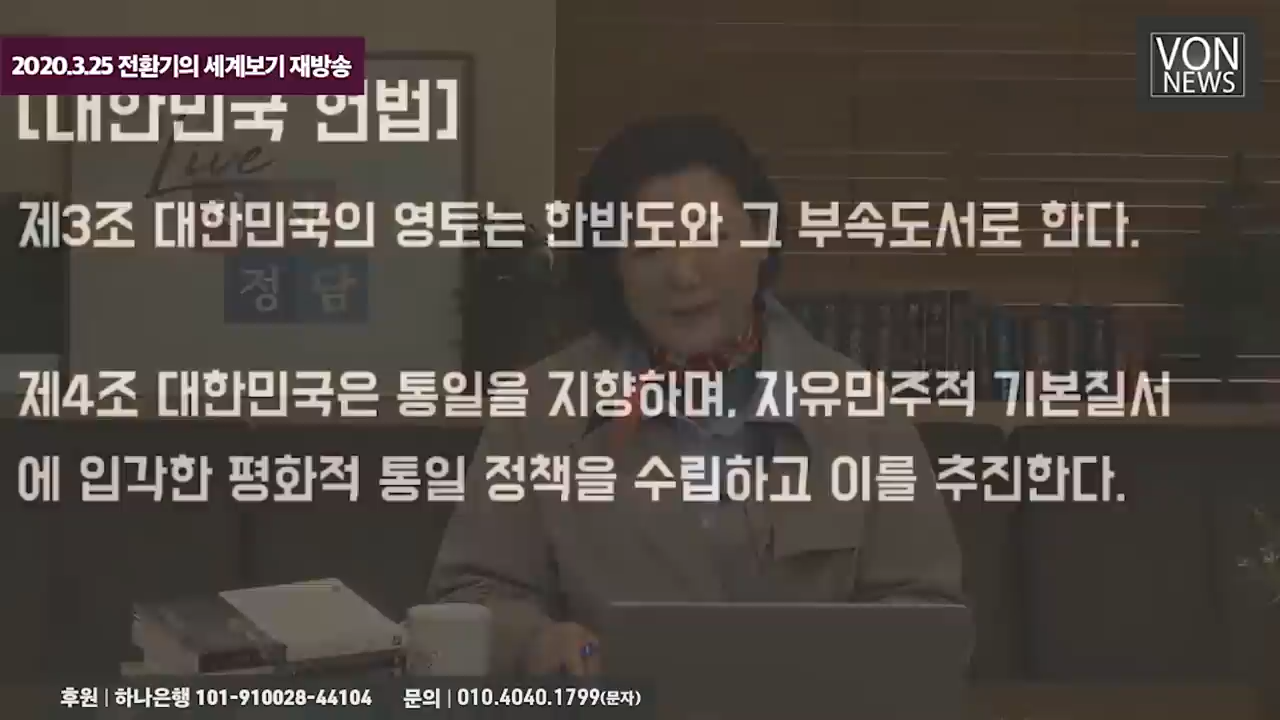 2020.3.25 전환기의 세계보기 재방송
VON
NEWS
[대한민국 헌법]
Live
정담
제3조 대한민국의 영토는 한반도와 그 부속도서로 한다.
제4조 대한민국은 통일을 지향하며, 자유민주적 기본질서
에 입각한 평화적 통일 정책을 수립하고 이를 추진한다.
후원 | 하나은행 101-910028-44104 문의 | 010.4040.1799(문자)